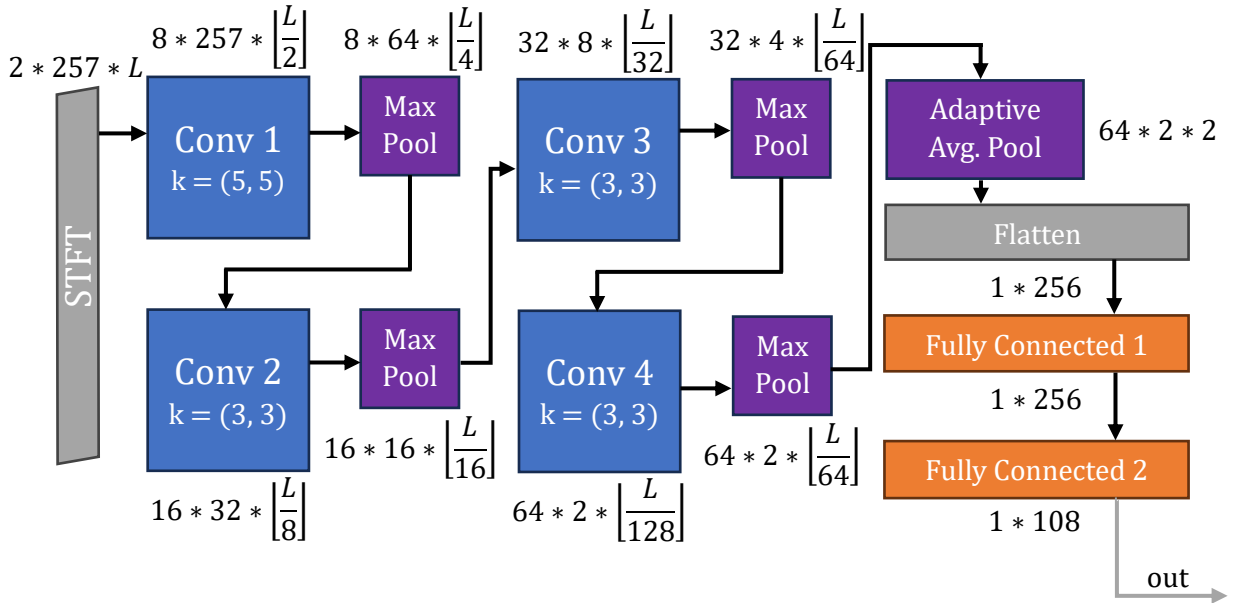 2 ∗ 257 ∗ L
STFT
8 ∗ 257 ∗ ⌊L/2⌋
Conv 1
k = (5, 5)
8 ∗ 64 ∗ ⌊L/4⌋
Max
Pool
Conv 2
k = (3, 3)
16 ∗ 32 ∗ ⌊L/8⌋
Max
Pool
16 ∗ 16 ∗ ⌊L/16⌋
32 ∗ 8 ∗ ⌊L/32⌋
Conv 3
k = (3, 3)
32 ∗ 4 ∗ ⌊L/64⌋
Max
Pool
Conv 4
k = (3, 3)
64 ∗ 2 ∗ ⌊L/128⌋
Max
Pool
64 ∗ 2 ∗ ⌊L/64⌋
Adaptive
Avg. Pool
64 ∗ 2 ∗ 2
Flatten
1 ∗ 256
Fully Connected 1
1 ∗ 256
Fully Connected 2
1 ∗ 108
out